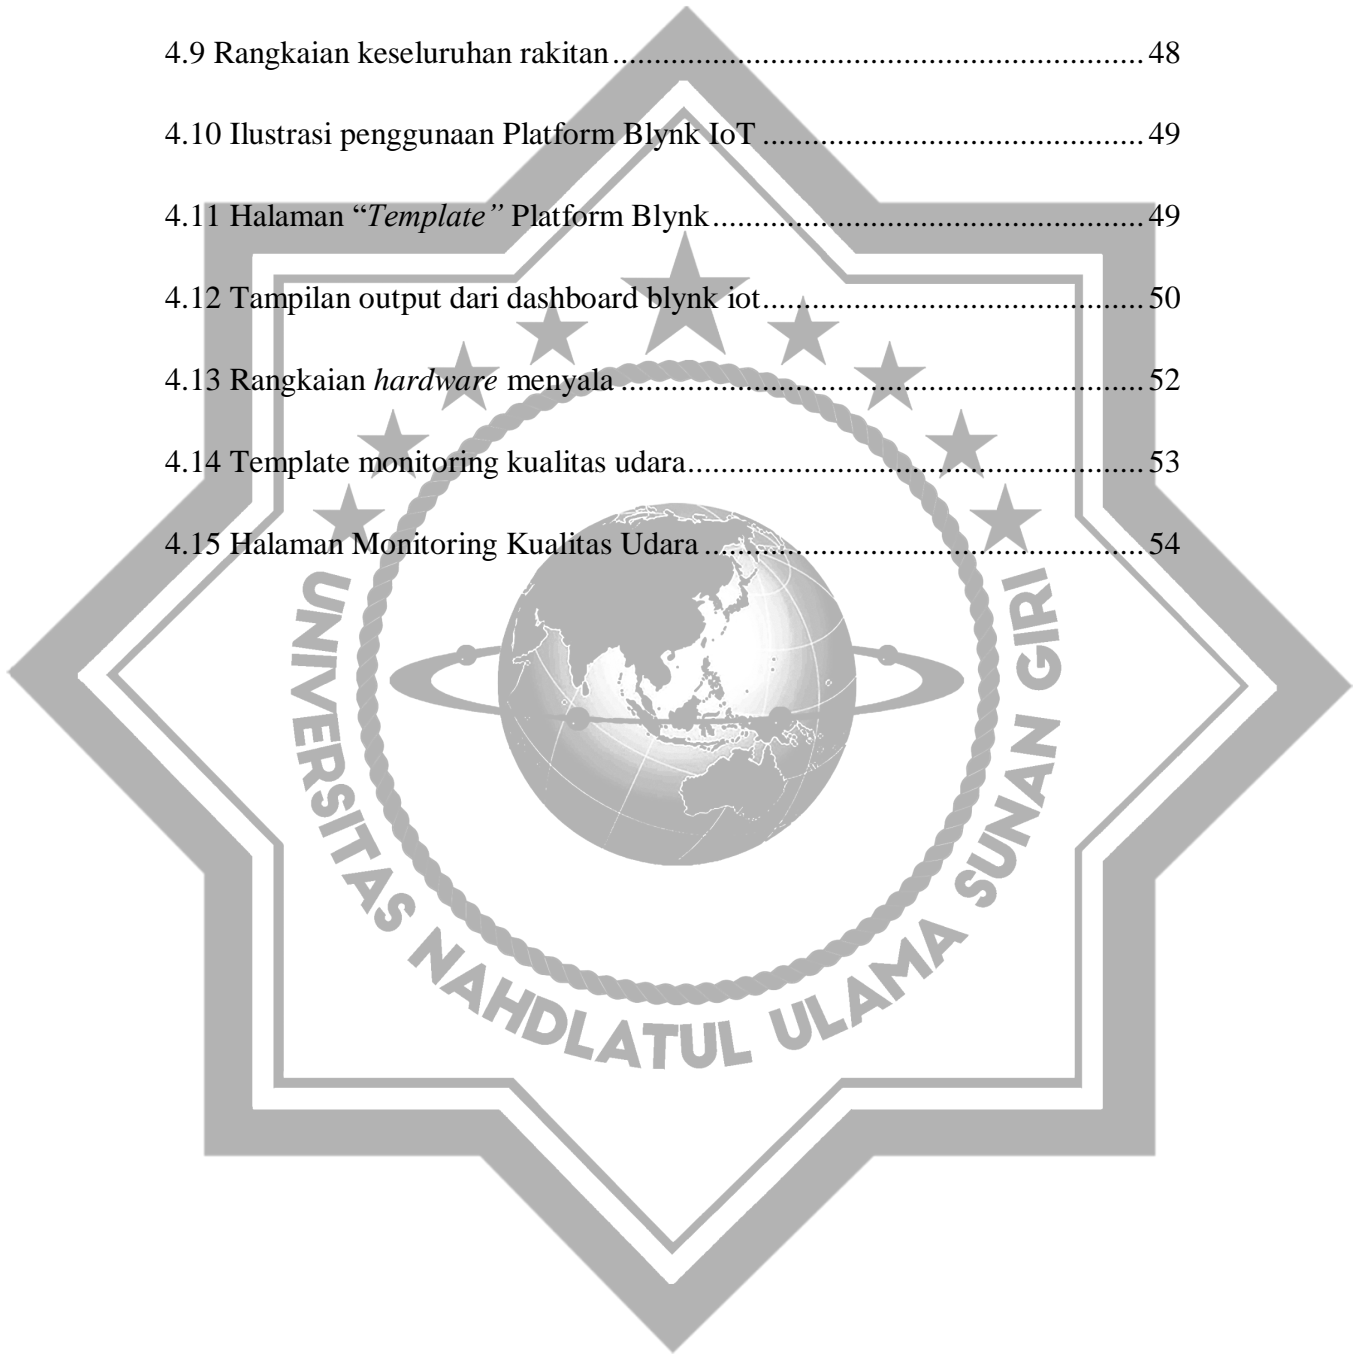 4.9 Rangkaian keseluruhan rakitan.................................................................... 48
4.10 Ilustrasi penggunaan Platform Blynk IoT ................................................ 49
4.11 Halaman “Template” Platform Blynk....................................................... 49
4.12 Tampilan output dari dashboard blynk iot................................................ 50
4.13 Rangkaian hardware menyala .................................................................. 52
4.14 Template monitoring kualitas udara.......................................................... 53
4.15 Halaman Monitoring Kualitas Udara ........................................................ 54
UNIVERSITAS NAHDLATUL ULAMA SUNAN GIRI